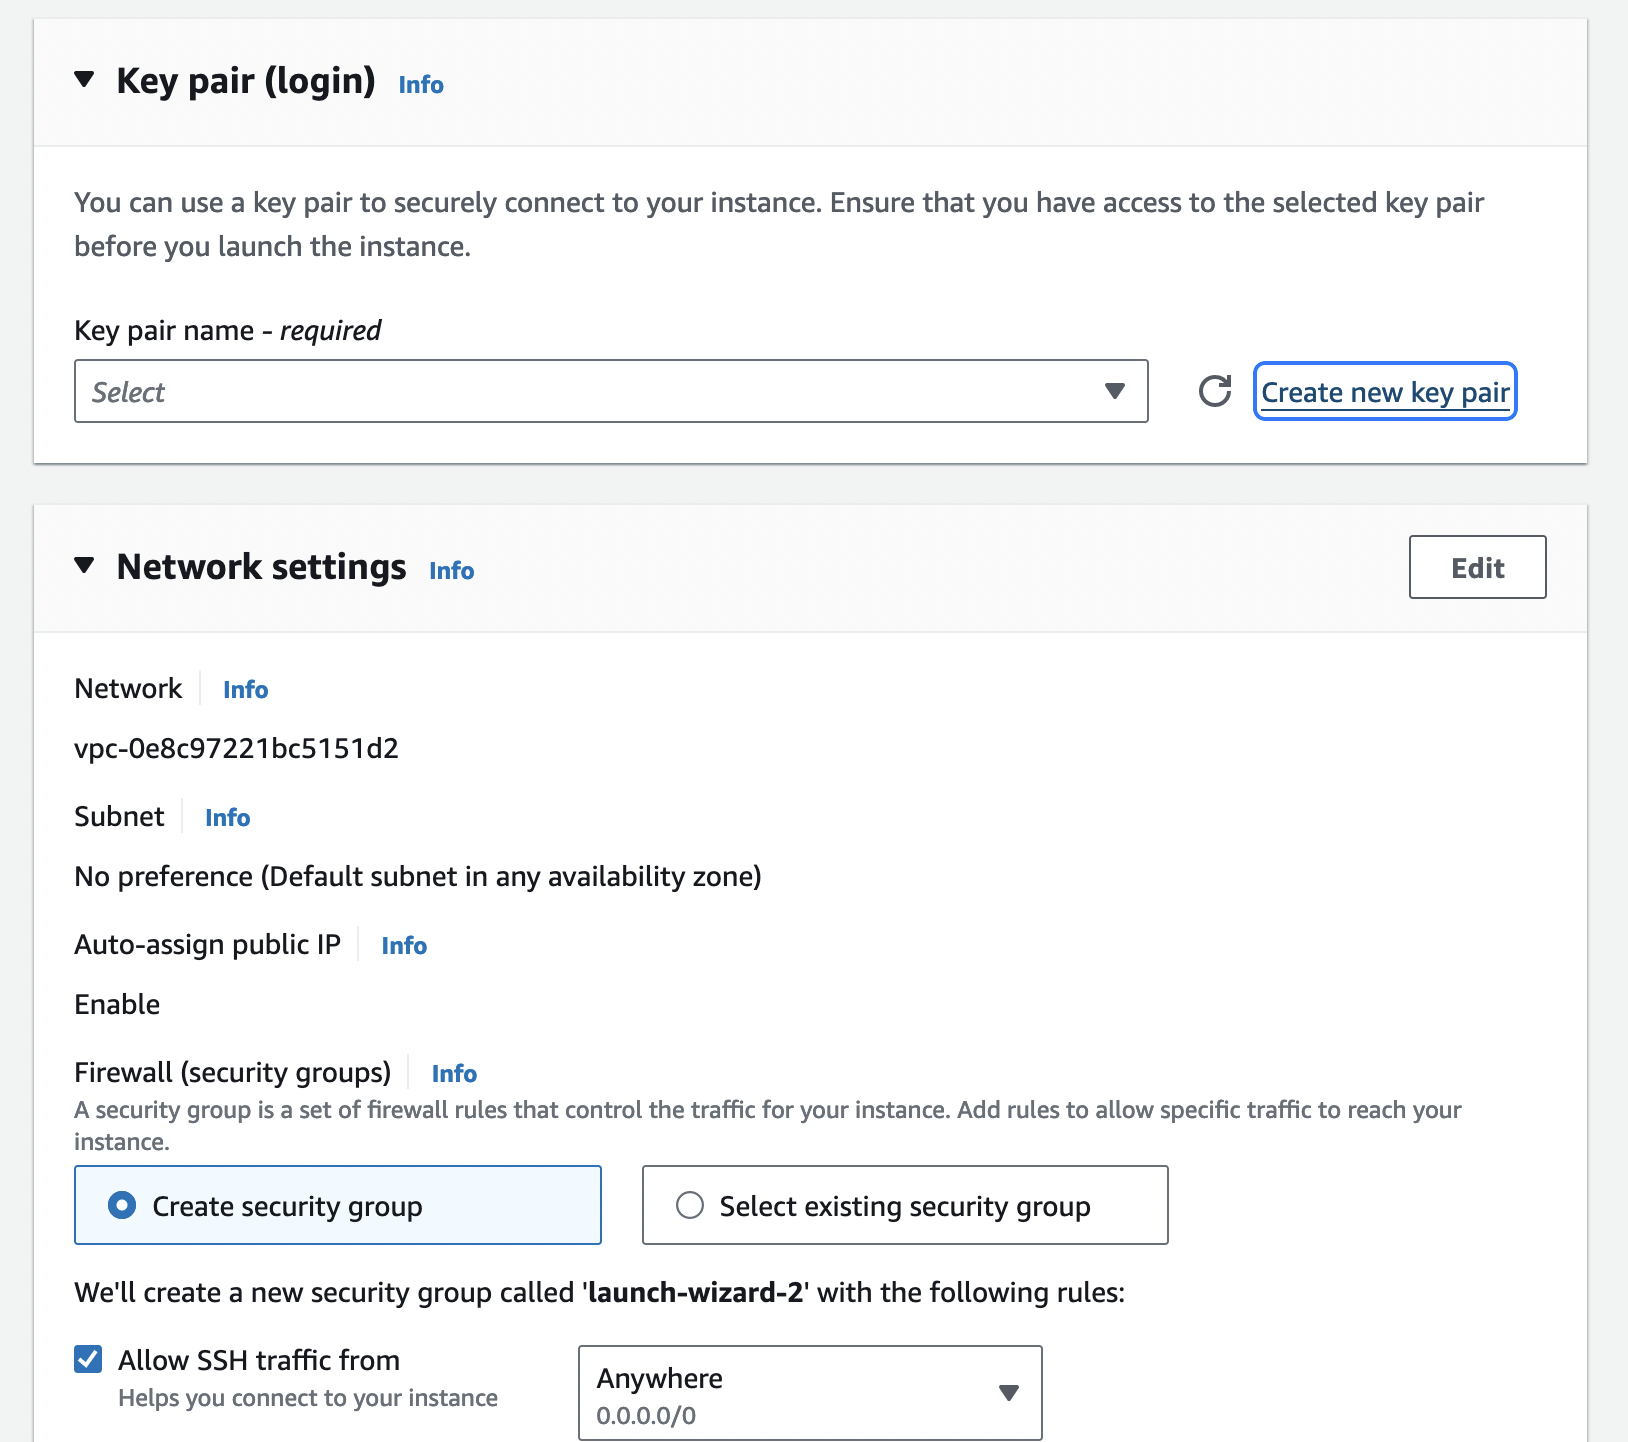 Key pair (login) Info
You can use a key pair to securely connect to your instance. Ensure that you have access to the selected key pair
before you launch the instance.
Key pair name - required
Select
Create new key pair
Network settings Info
Edit
Network Info
vpc-0e8c97221bc5151d2
Subnet Info
No preference (Default subnet in any availability zone)
Auto-assign public IP Info
Enable
Firewall (security groups) Info
A security group is a set of firewall rules that control the traffic for your instance. Add rules to allow specific traffic to reach your
instance.
Create security group
Select existing security group
We'll create a new security group called 'launch-wizard-2' with the following rules:
Allow SSH traffic from
Helps you connect to your instance
Anywhere
0.0.0.0/0